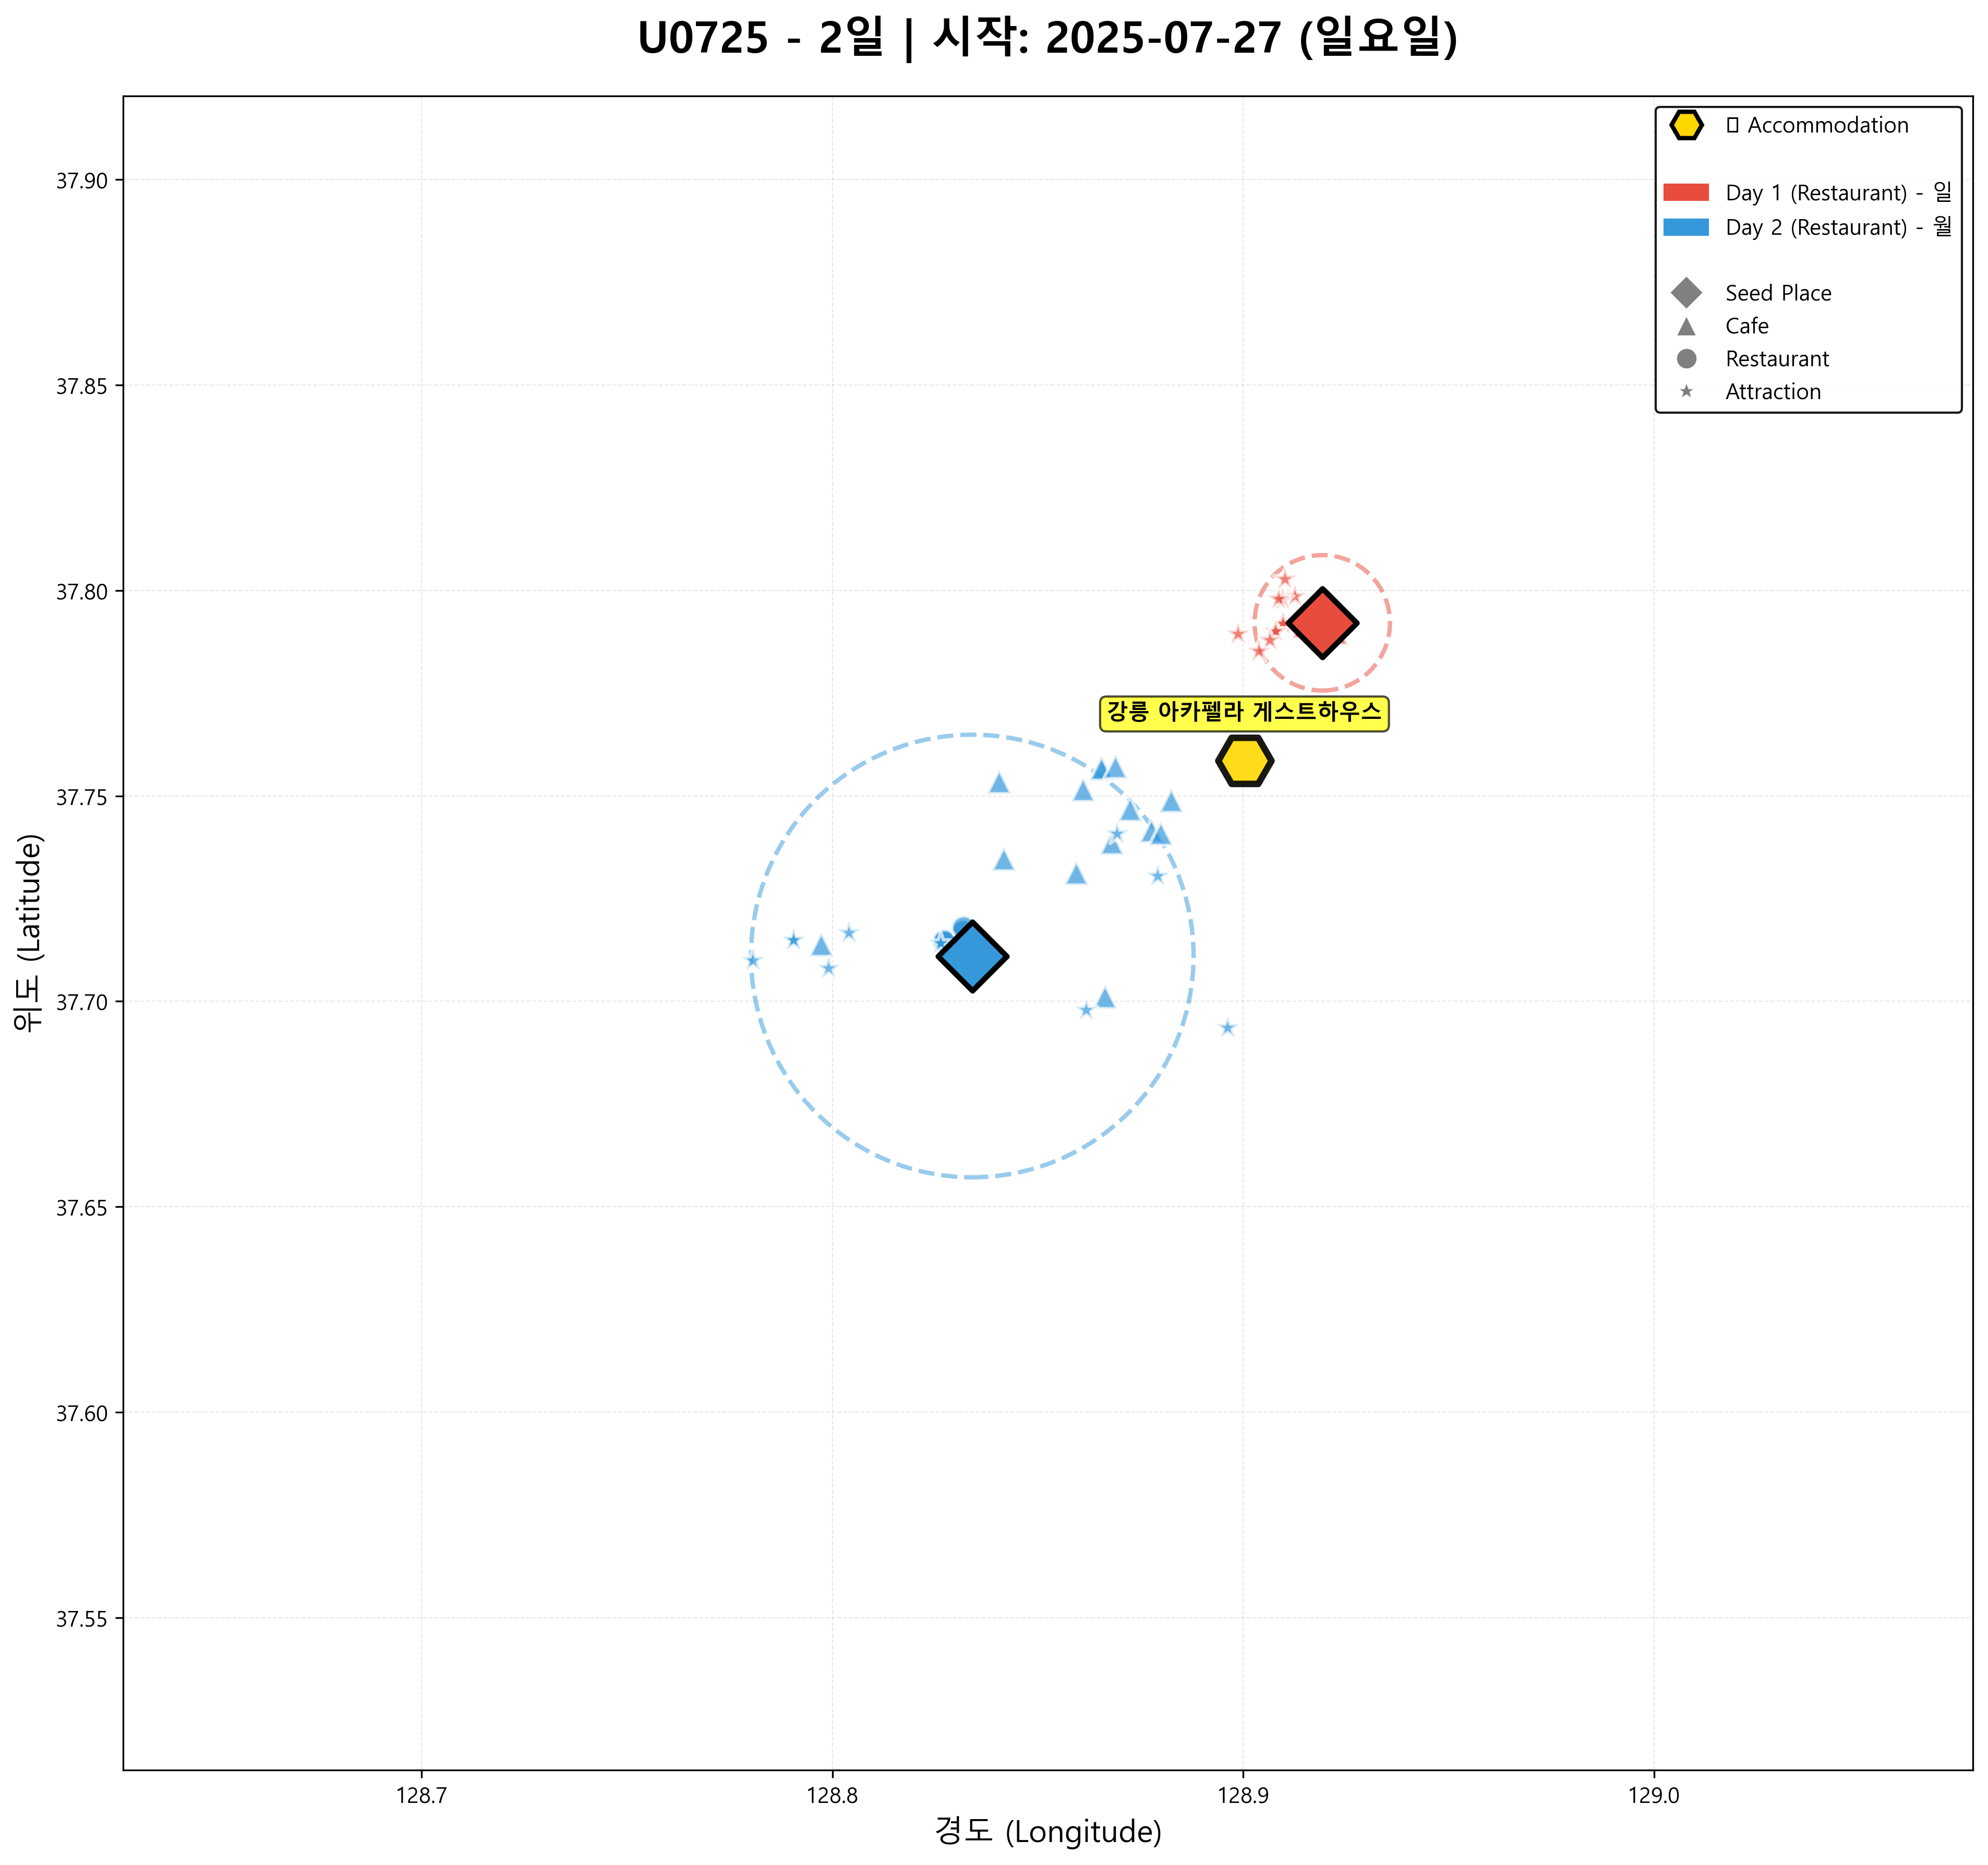 U0725 - 2일 | 시작: 2025-07-27 (일요일)
Accommodation
Day 1 (Restaurant) - 일
Day 2 (Restaurant) - 월
Seed Place
Cafe
Restaurant
Attraction
강릉 아카펠라 게스트하우스
위도 (Latitude)
37.90
37.85
37.80
37.75
37.70
37.65
37.60
37.55
128.7
128.8
128.9
129.0
경도 (Longitude)